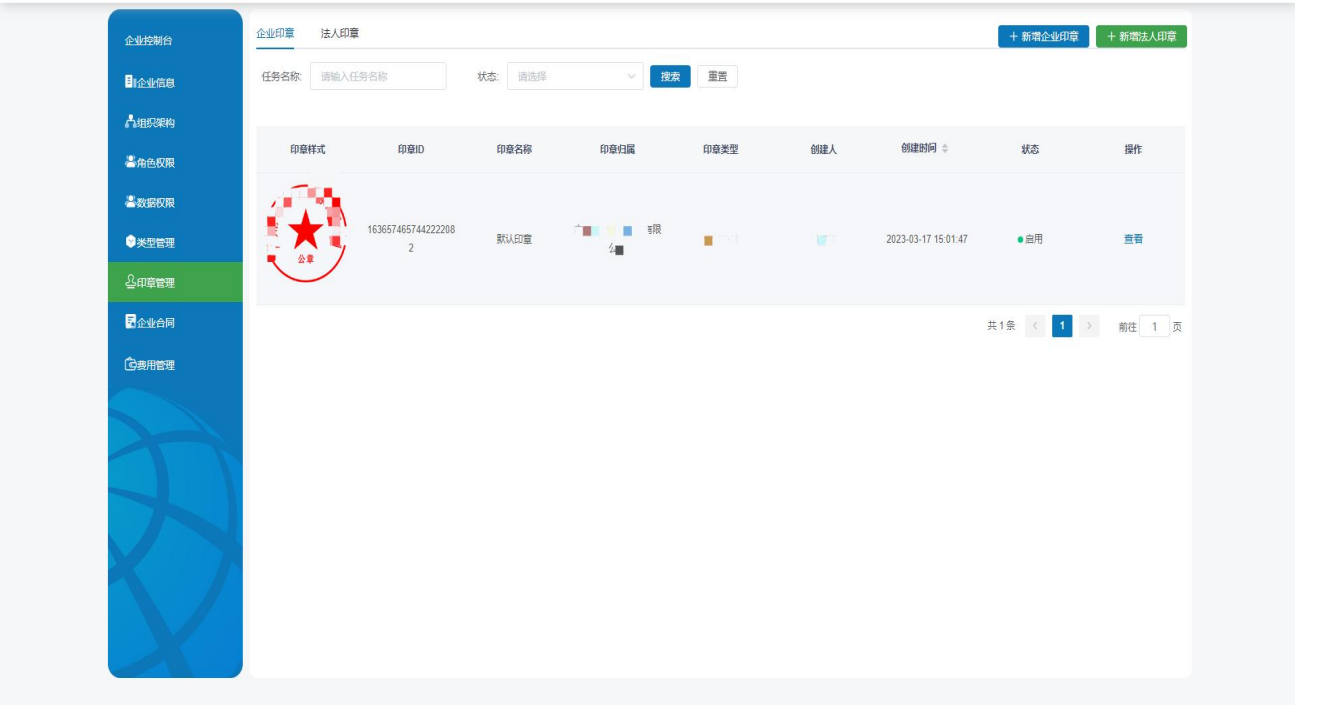 企业控制台
企业信息
组织架构
角色权限
数据权限
类型管理
印章管理
企业合同
费用管理
企业印章 法人印章
+ 新增企业印章 + 新增法人印章
任务名称: 请输入任务名称 状态: 请选择 搜索 重置
印章样式 印章ID 印章名称 印章归属 印章类型 创建人 创建时间 状态 操作
公章
163657465744222208
2
默认印章
限
2023-03-17 15:01:47
启用
查看
共1条 1 前往 1 页